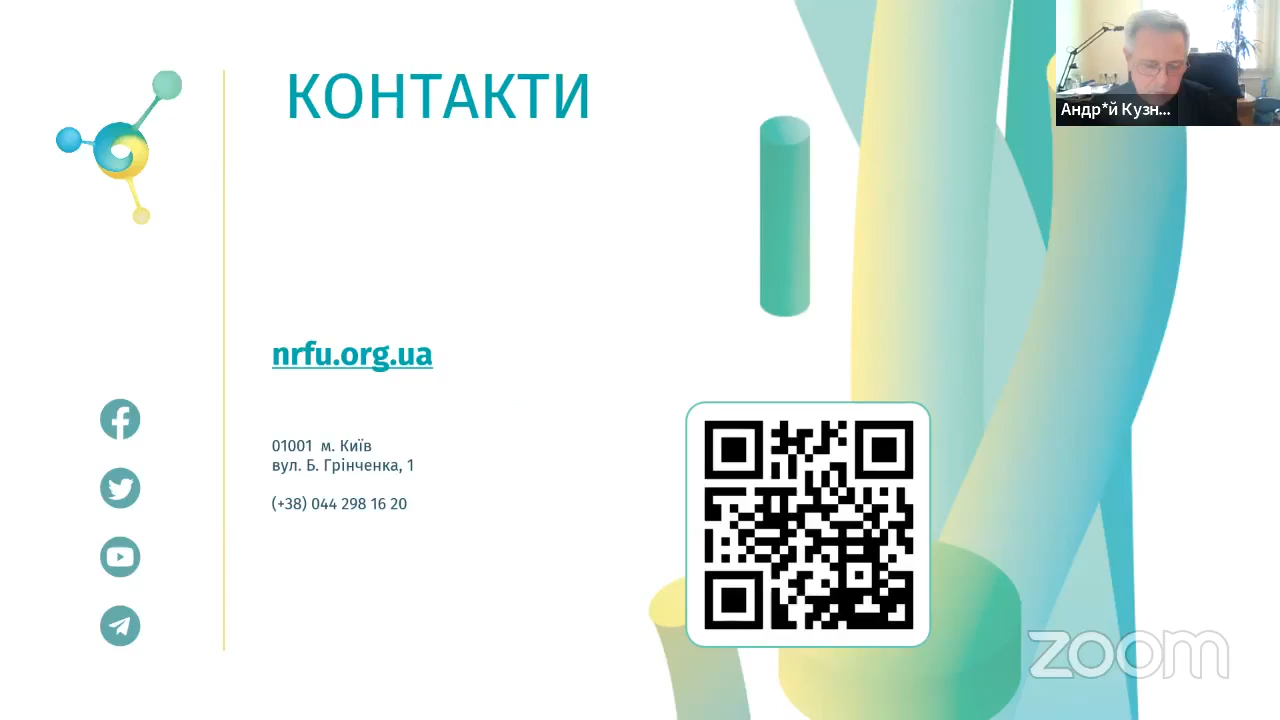 КОНТАКТИ
Андр*й Кузн...
nrfu.org.ua
01001 м. Київ
вул. Б. Грінченка, 1
(+38) 044 298 16 20
zoom